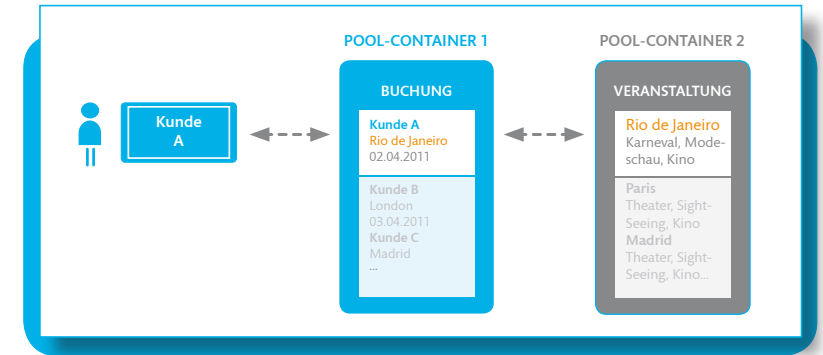 POOL-CONTAINER 1
POOL-CONTAINER 2
Kunde
A
BUCHUNG
Kunde A
Rio de Janeiro
02.04.2011
Kunde B
London
03.04.2011
Kunde C
Madrid
...
VERANSTALTUNG
Rio de Janeiro
Karneval, Mode-
schau, Kino
Paris
Theater, Sight-
Seeing, Kino
Madrid
Theater, Sight-
Seeing, Kino...